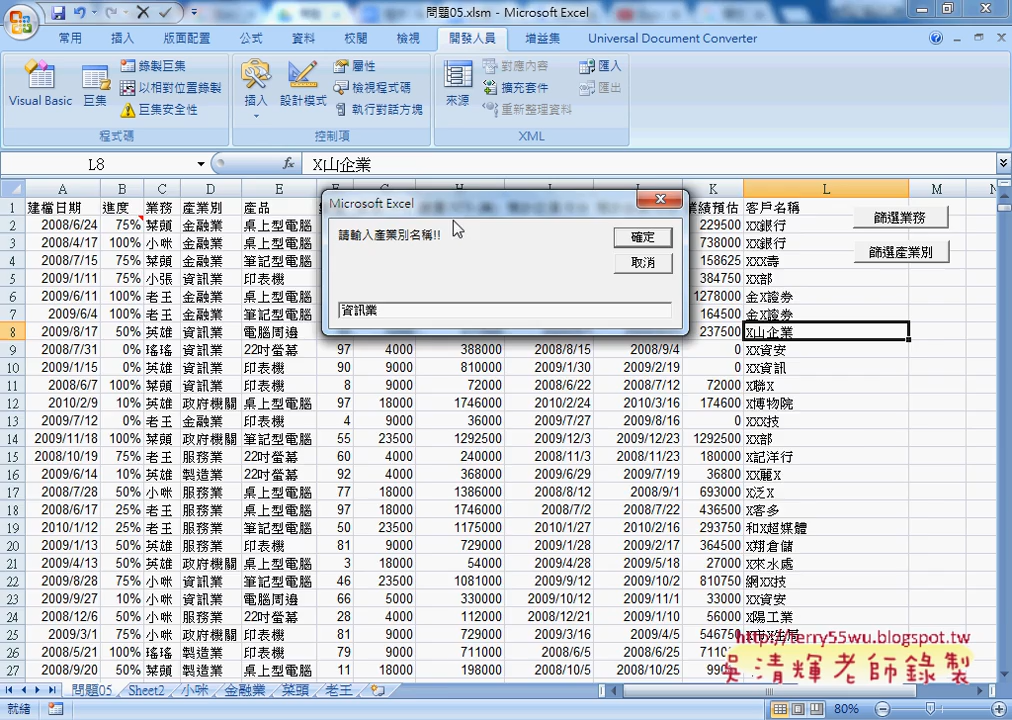 問題05.xlsm - Microsoft Excel
常用 插入 版面配置 公式 資料 校閱 檢視 開發人員 增益集 Universal Document Converter
Visual Basic 巨集 錄製巨集 以相對位置錄製 巨集安全性 程式碼
插入 設計模式 屬性 檢視程式碼 執行對話方塊 控制項
來源 對應內容 擴充套件 重新整理資料 匯入 匯出 XML
L8 fx X山企業
A B C D E K L M N
1 建檔日期 進度 業務 產業別 產品 業績預估 客戶名稱
2 2008/6/24 75% 菜頭 金融業 桌上型電腦 229500 XX銀行
3 2008/4/17 100% 小咪 金融業 桌上型電腦 738000 XX銀行
4 2008/7/15 75% 菜頭 金融業 桌上型電腦 158625 XXX壽
5 2009/1/11 75% 小張 資訊業 印表機 384750 XX部
6 2009/6/11 100% 老王 金融業 桌上型電腦 1278000 金X證券
7 2009/6/4 100% 老王 金融業 筆記型電腦 164500 金X證券
8 2009/8/17 50% 英雄 資訊業 電腦周邊 237500 X山企業
9 2008/7/31 0% 瑤瑤 資訊業 22吋螢幕 97 4000 388000 2008/8/15 2008/9/4 0 XX資安
10 2009/1/15 0% 英雄 資訊業 印表機 90 9000 810000 2009/1/30 2009/2/19 0 XX資訊
11 2008/6/7 100% 英雄 資訊業 印表機 8 9000 72000 2008/6/22 2008/7/12 72000 X聯X
12 2010/2/9 10% 英雄 政府機關 桌上型電腦 97 18000 1746000 2010/2/24 2010/3/16 174600 X博物院
13 2009/7/12 0% 老王 金融業 印表機 4 9000 36000 2009/7/27 2009/8/16 0 XXX技
14 2009/11/18 100% 菜頭 政府機關 筆記型電腦 55 23500 1292500 2009/12/3 2009/12/23 1292500 XX部
15 2008/10/19 75% 老王 服務業 22吋螢幕 60 4000 240000 2008/11/3 2008/11/23 180000 X記洋行
16 2009/6/14 10% 英雄 製造業 22吋螢幕 92 4000 368000 2009/6/29 2009/7/19 36800 XX麗X
17 2008/7/28 50% 小咪 服務業 桌上型電腦 77 18000 1386000 2008/8/12 2008/9/1 693000 X泛X
18 2008/6/17 25% 老王 服務業 桌上型電腦 97 18000 1746000 2008/7/2 2008/7/22 436500 X客多
19 2010/1/12 25% 老王 服務業 筆記型電腦 50 23500 1175000 2010/1/27 2010/2/16 293750 和X超媒體
20 2009/1/13 50% 英雄 服務業 印表機 81 9000 729000 2009/1/28 2009/2/17 364500 X翔倉儲
21 2009/4/13 50% 英雄 政府機關 桌上型電腦 3 18000 54000 2009/4/28 2009/5/18 27000 X來水處
22 2009/8/28 75% 小咪 資訊業 筆記型電腦 46 23500 1081000 2009/9/12 2009/10/2 810750 網XX技
23 2009/9/27 10% 小咪 資訊業 電腦周邊 66 5000 330000 2009/10/12 2009/11/1 33000 XX資安
24 2008/12/6 50% 小咪 服務業 22吋螢幕 28 4000 112000 2008/12/21 2009/1/10 56000 X陽工業
25 2009/3/1 75% 小咪 政府機關 印表機 81 9000 729000 2009/3/16 2009/4/5 546750
26 2008/5/21 100% 瑤瑤 製造業 印表機 79 9000 711000 2008/6/5 2008/6/25
27 2008/9/20 50% 菜頭 製造業 桌上型電腦 11 18000 198000 2008/10/5 2008/10/25
篩選業務
篩選產業別
Microsoft Excel
請輸入產業別名稱!!
確定
取消
資訊業
http://terry55wu.blogspot.tw
吳清輝老師錄製
問題05 Sheet2 小咪 金融業 菜頭 老王
就緒 80%